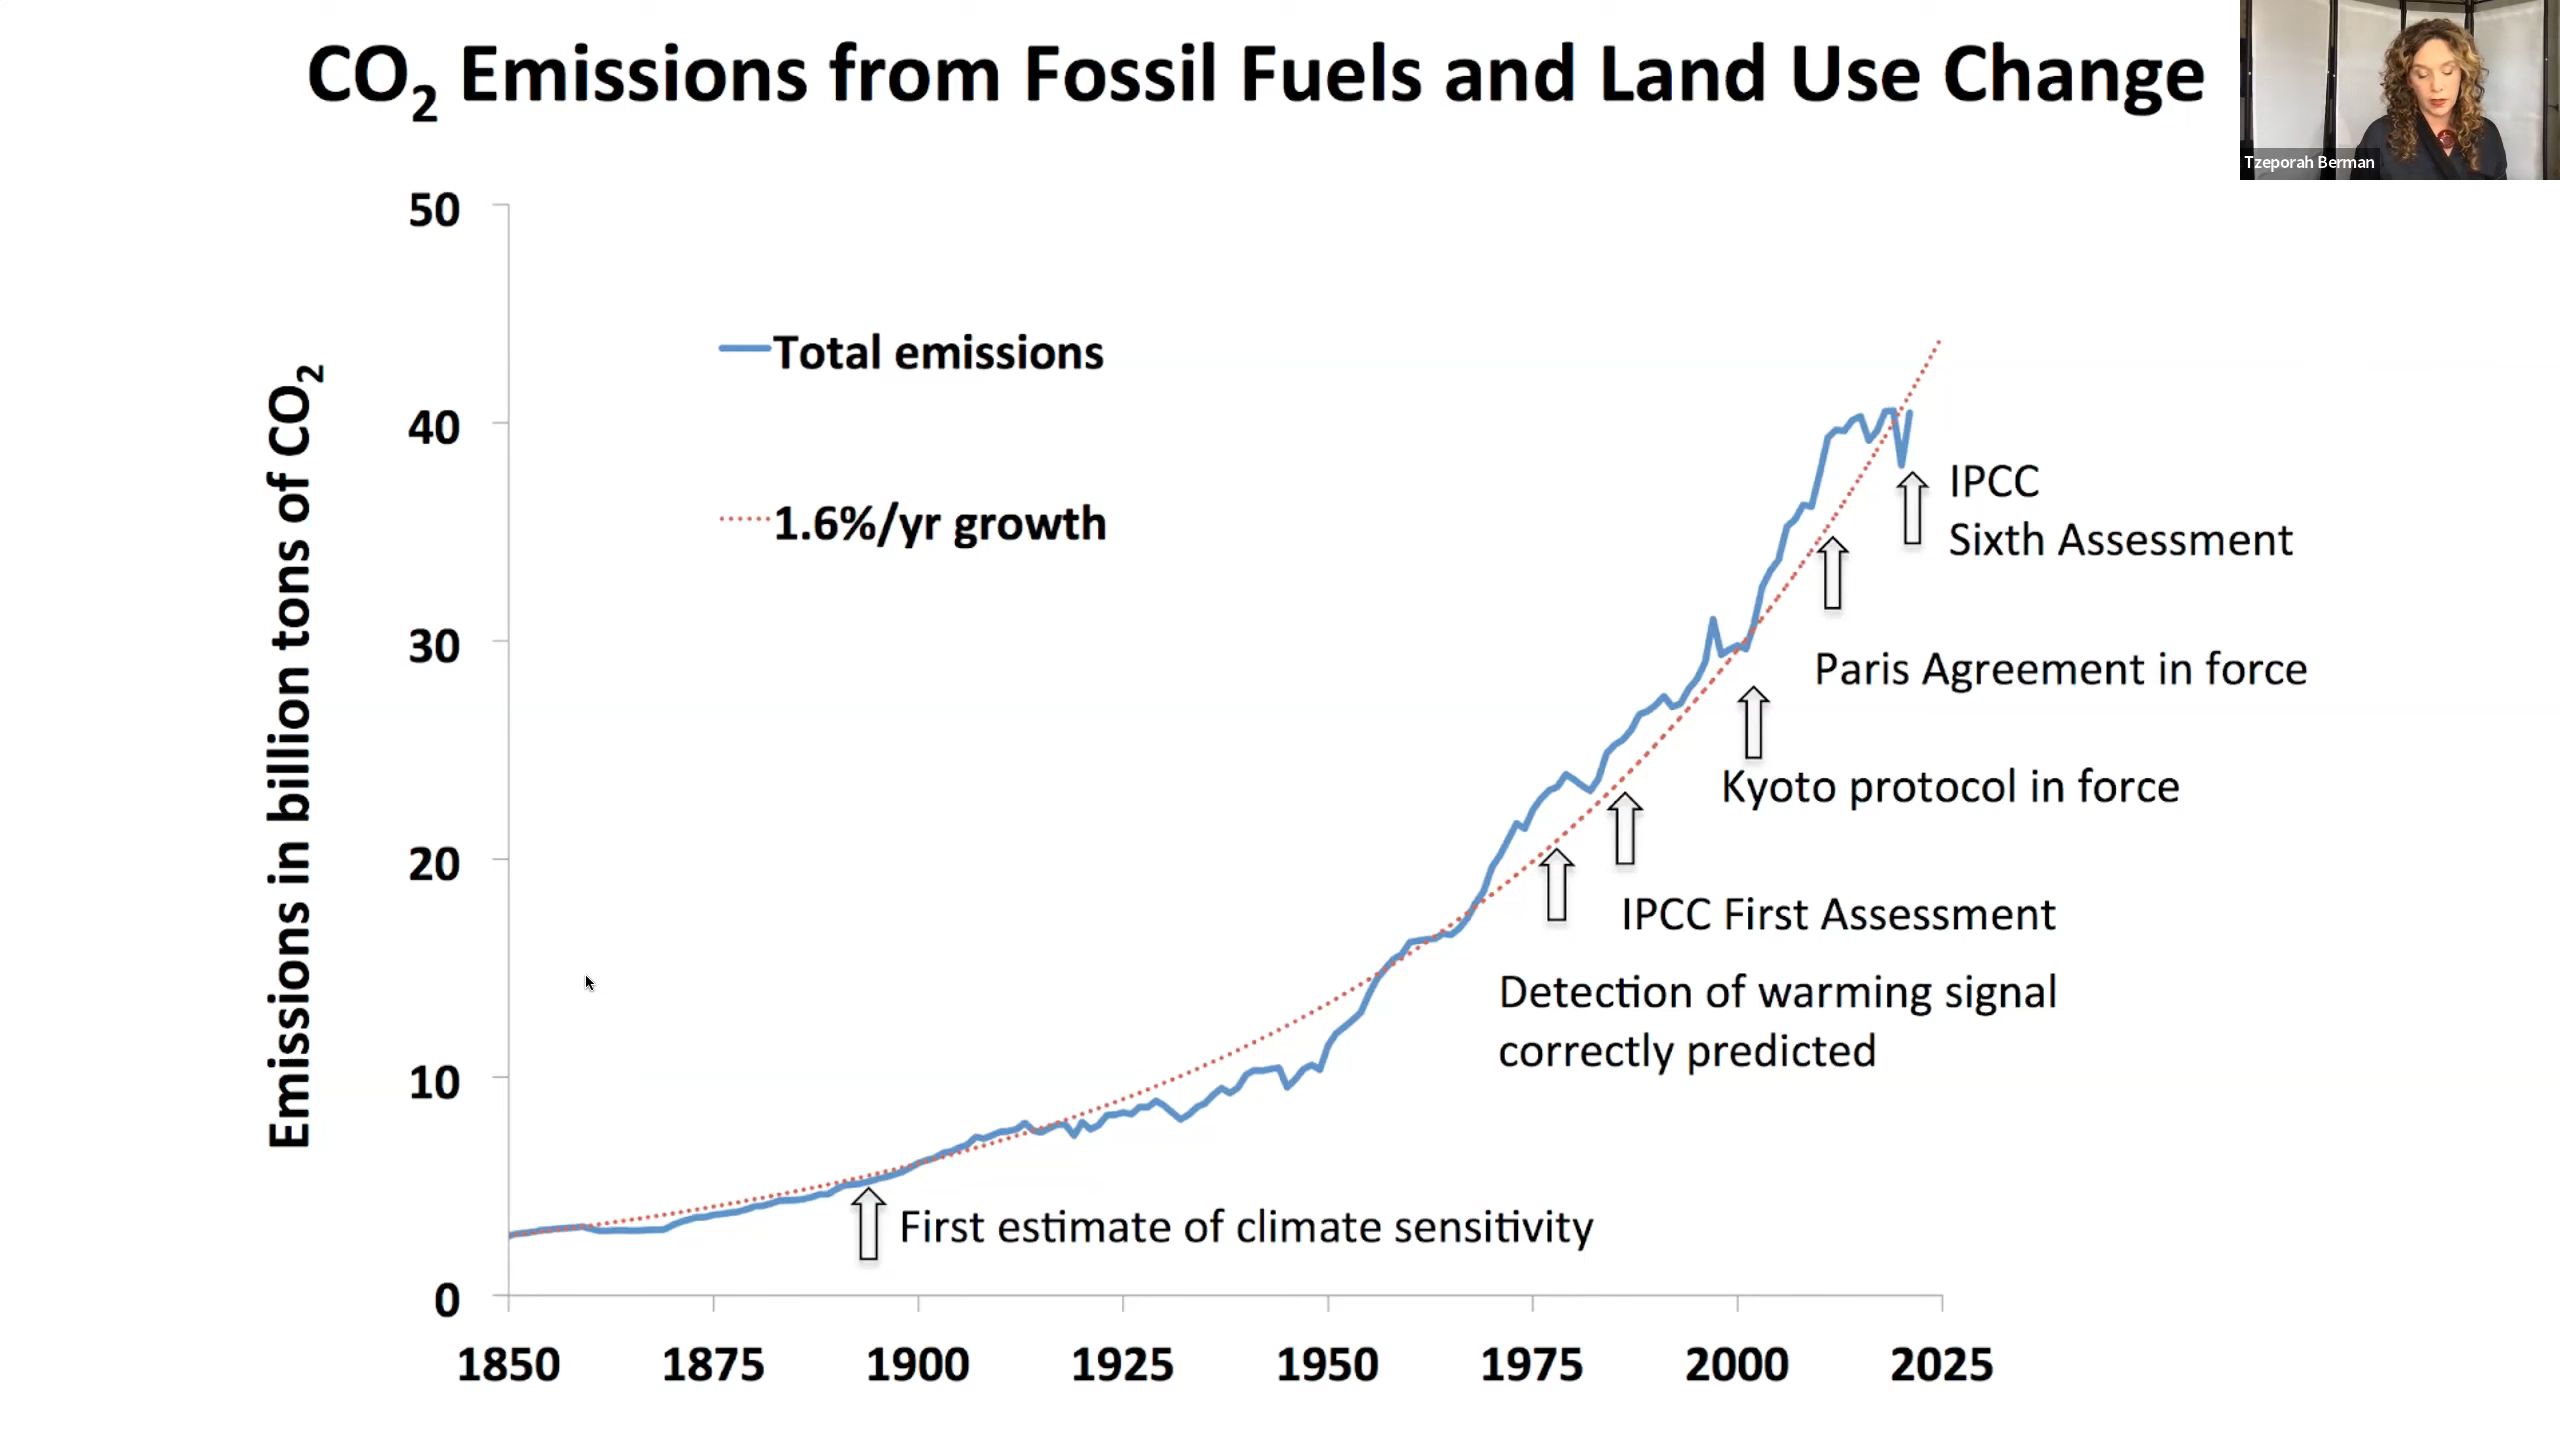 CO2 Emissions from Fossil Fuels and Land Use Change
Tzeporah Berman
Emissions in billion tons of CO2
50
40
30
20
10
0
Total emissions
1.6%/yr growth
IPCC
Sixth Assessment
Paris Agreement in force
Kyoto protocol in force
IPCC First Assessment
Detection of warming signal
correctly predicted
First estimate of climate sensitivity
1850 1875 1900 1925 1950 1975 2000 2025